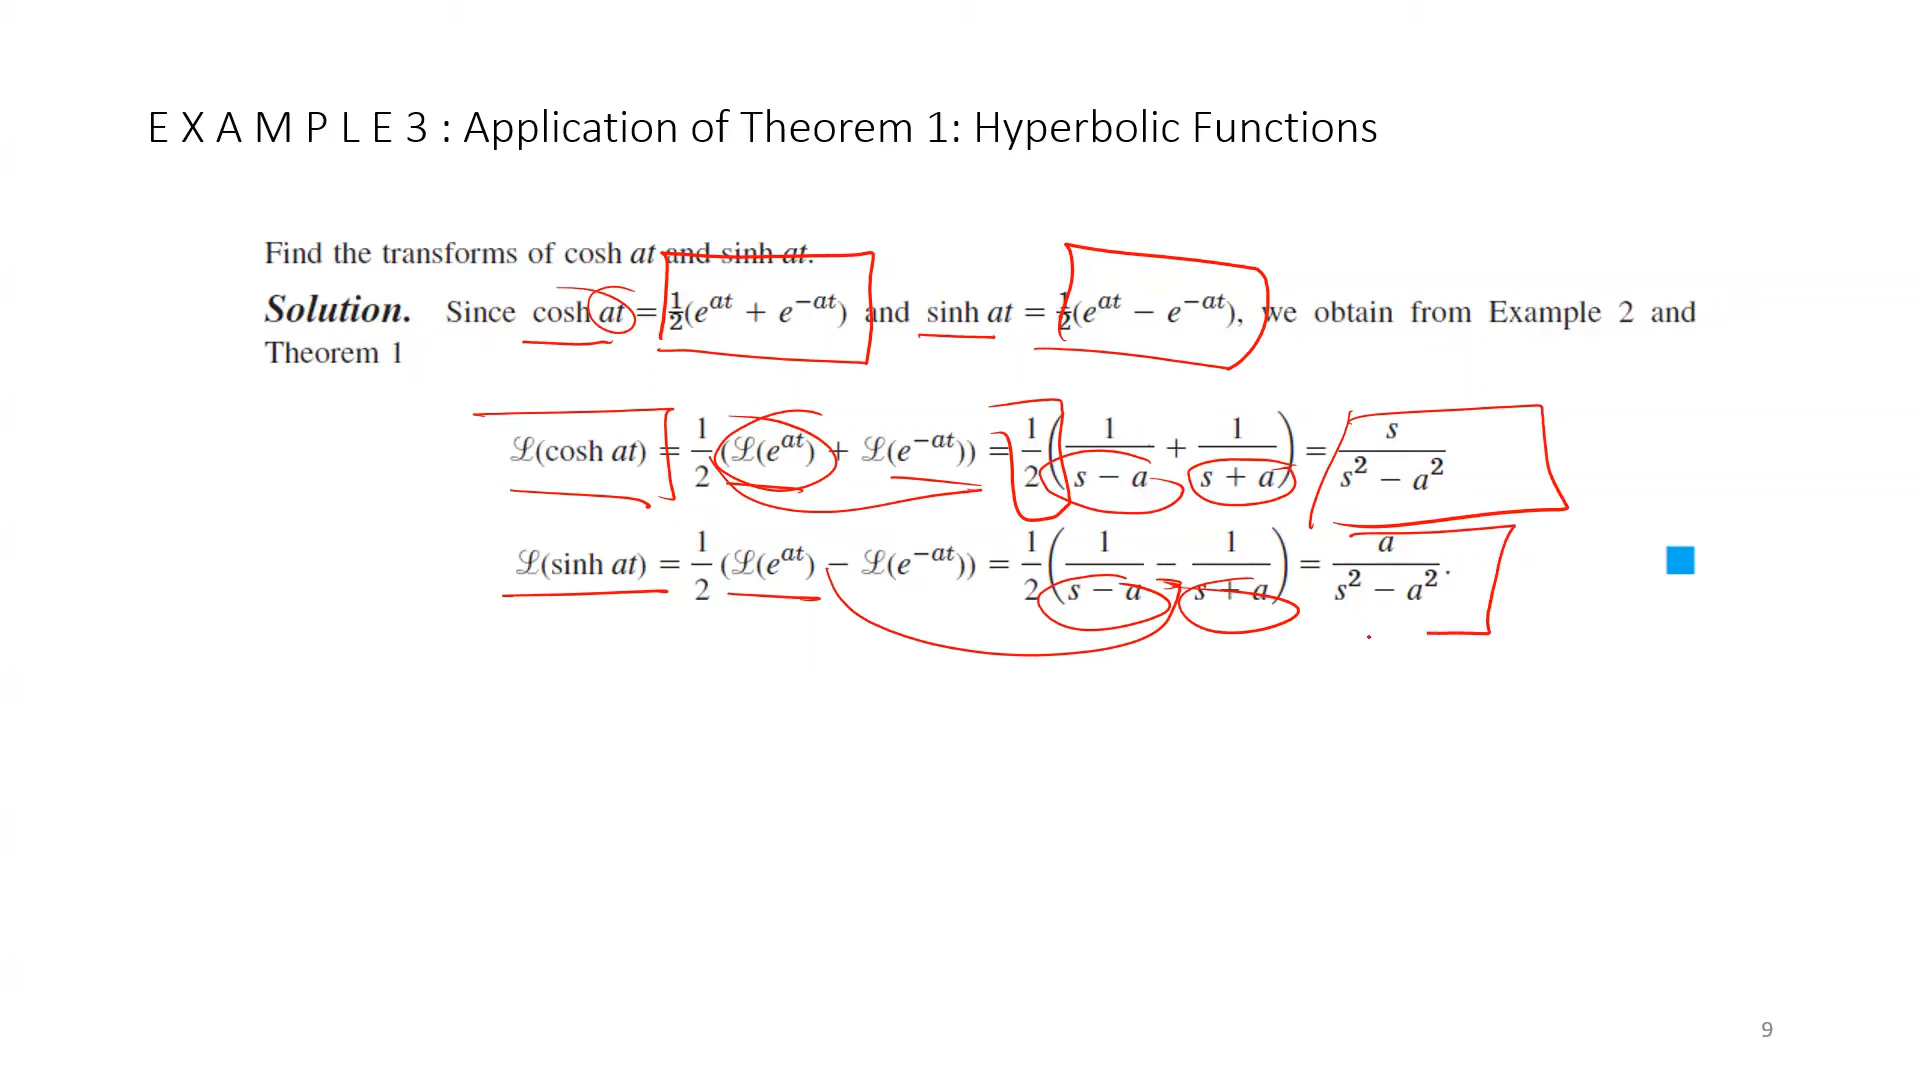 E X A M P L E 3 : Application of Theorem 1: Hyperbolic Functions
Find the transforms of cosh at and sinh at.
Solution. Since cosh at = ½(e^{at} + e^{−at}) and sinh at = ½(e^{at} − e^{−at}), we obtain from Example 2 and
Theorem 1
ℒ(cosh at) = 1/2 (ℒ(e^{at}) + ℒ(e^{−at})) = 1/2 (1/(s − a) + 1/(s + a)) = s/(s² − a²)
ℒ(sinh at) = 1/2 (ℒ(e^{at}) − ℒ(e^{−at})) = 1/2 (1/(s − a) − 1/(s + a)) = a/(s² − a²).
9